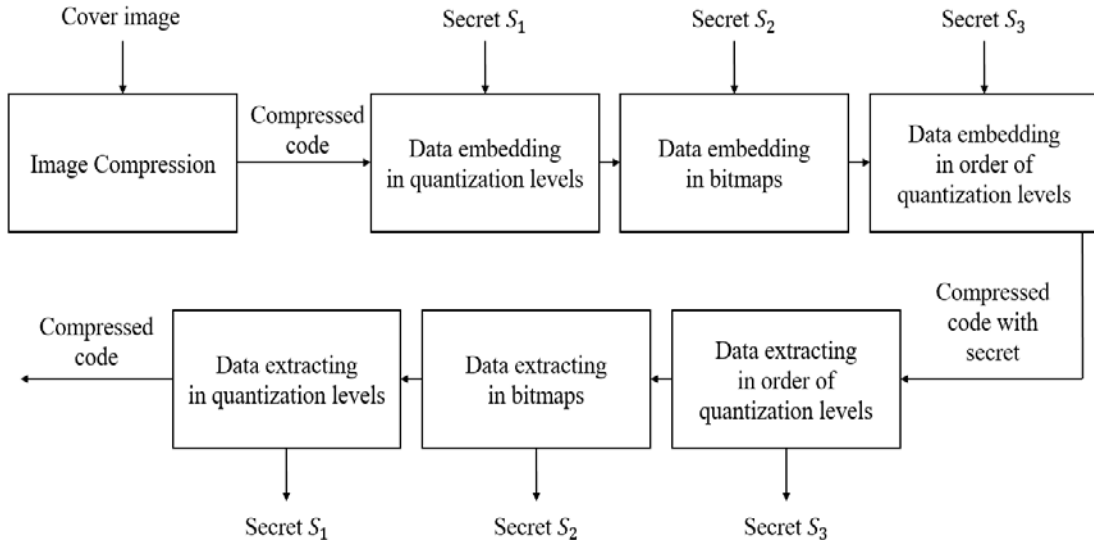 Cover image
Secret S₁
Secret S₂
Secret S₃
Image Compression
Compressed
code
Data embedding
in quantization levels
Data embedding
in bitmaps
Data embedding
in order of
quantization levels
Compressed
code with
secret
Compressed
code
Data extracting
in quantization levels
Data extracting
in bitmaps
Data extracting
in order of
quantization levels
Secret S₁
Secret S₂
Secret S₃